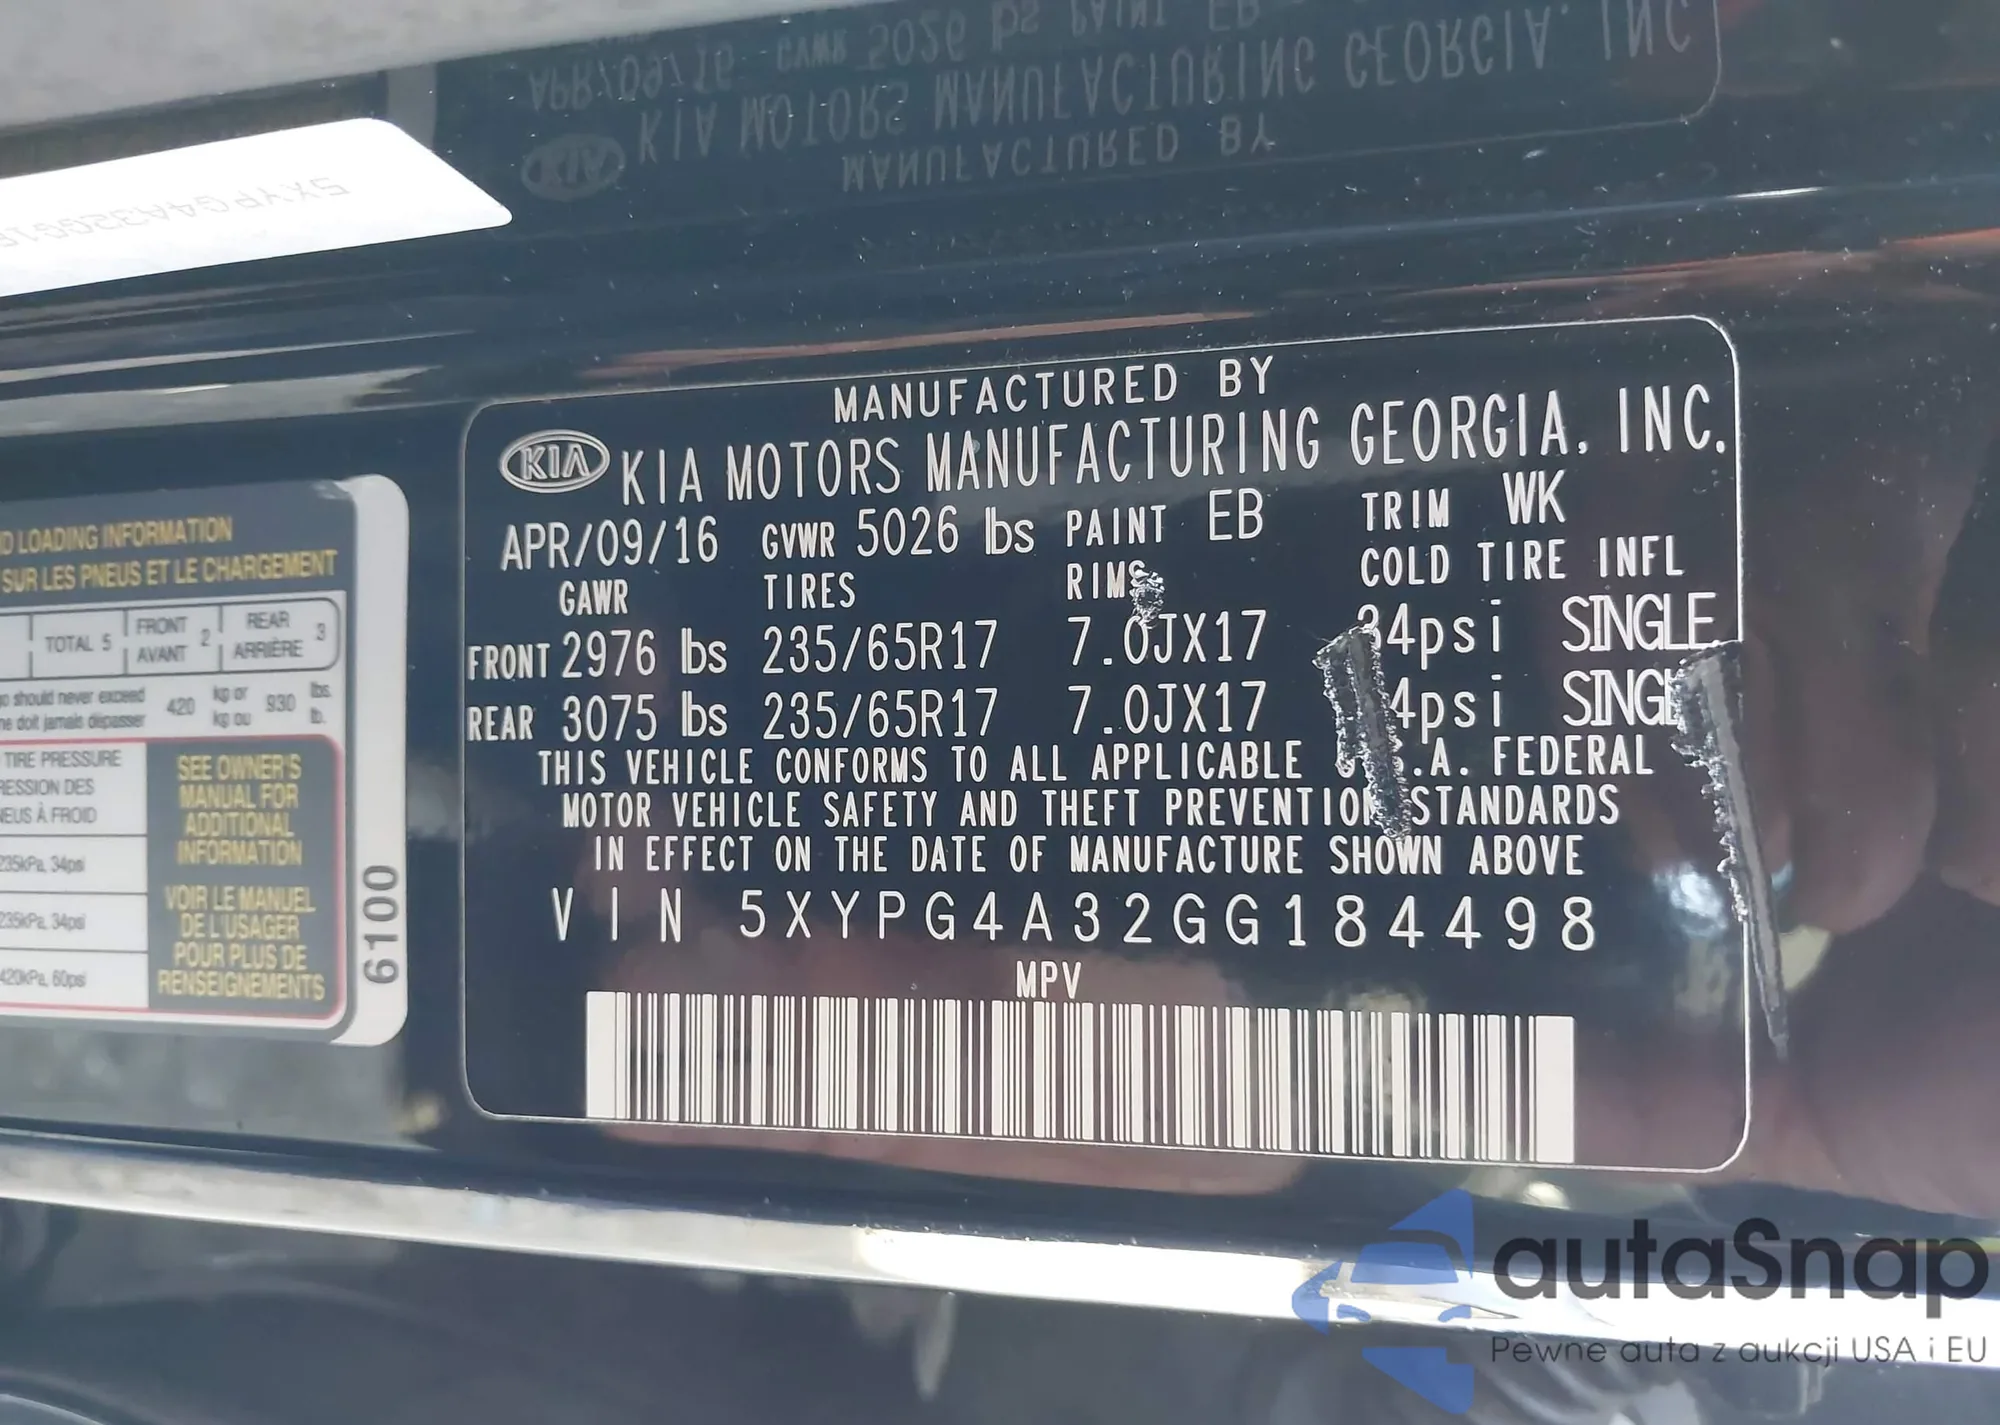 MANUFACTURED BY
KIA KIA MOTORS MANUFACTURING GEORGIA, INC.
APR/09/16 GVWR 5026 lbs PAINT EB TRIM WK
GAWR TIRES RIMS COLD TIRE INFL
FRONT 2976 lbs 235/65R17 7.0JX17 34psi SINGLE
REAR 3075 lbs 235/65R17 7.0JX17 4psi SINGL
THIS VEHICLE CONFORMS TO ALL APPLICABLE .S.A. FEDERAL
MOTOR VEHICLE SAFETY AND THEFT PREVENTION STANDARDS
IN EFFECT ON THE DATE OF MANUFACTURE SHOWN ABOVE
VIN 5XYPG4A32GG184498
MPV
LOADING INFORMATION
SUR LES PNEUS ET LE CHARGEMENT
TOTAL 5 FRONT AVANT 2 REAR ARRIÈRE 3
should never exceed 420 kg or 930 lbs.
doit jamais dépasser kg ou lb.
TIRE PRESSURE
DES
À FROID
235kPa, 34psi
235kPa, 34psi
420kPa, 60psi
SEE OWNER'S
MANUAL FOR
ADDITIONAL
INFORMATION
VOIR LE MANUEL
DE L'USAGER
POUR PLUS DE
RENSEIGNEMENTS
6100
autaSnap
Pewne auta z aukcji USA i EU